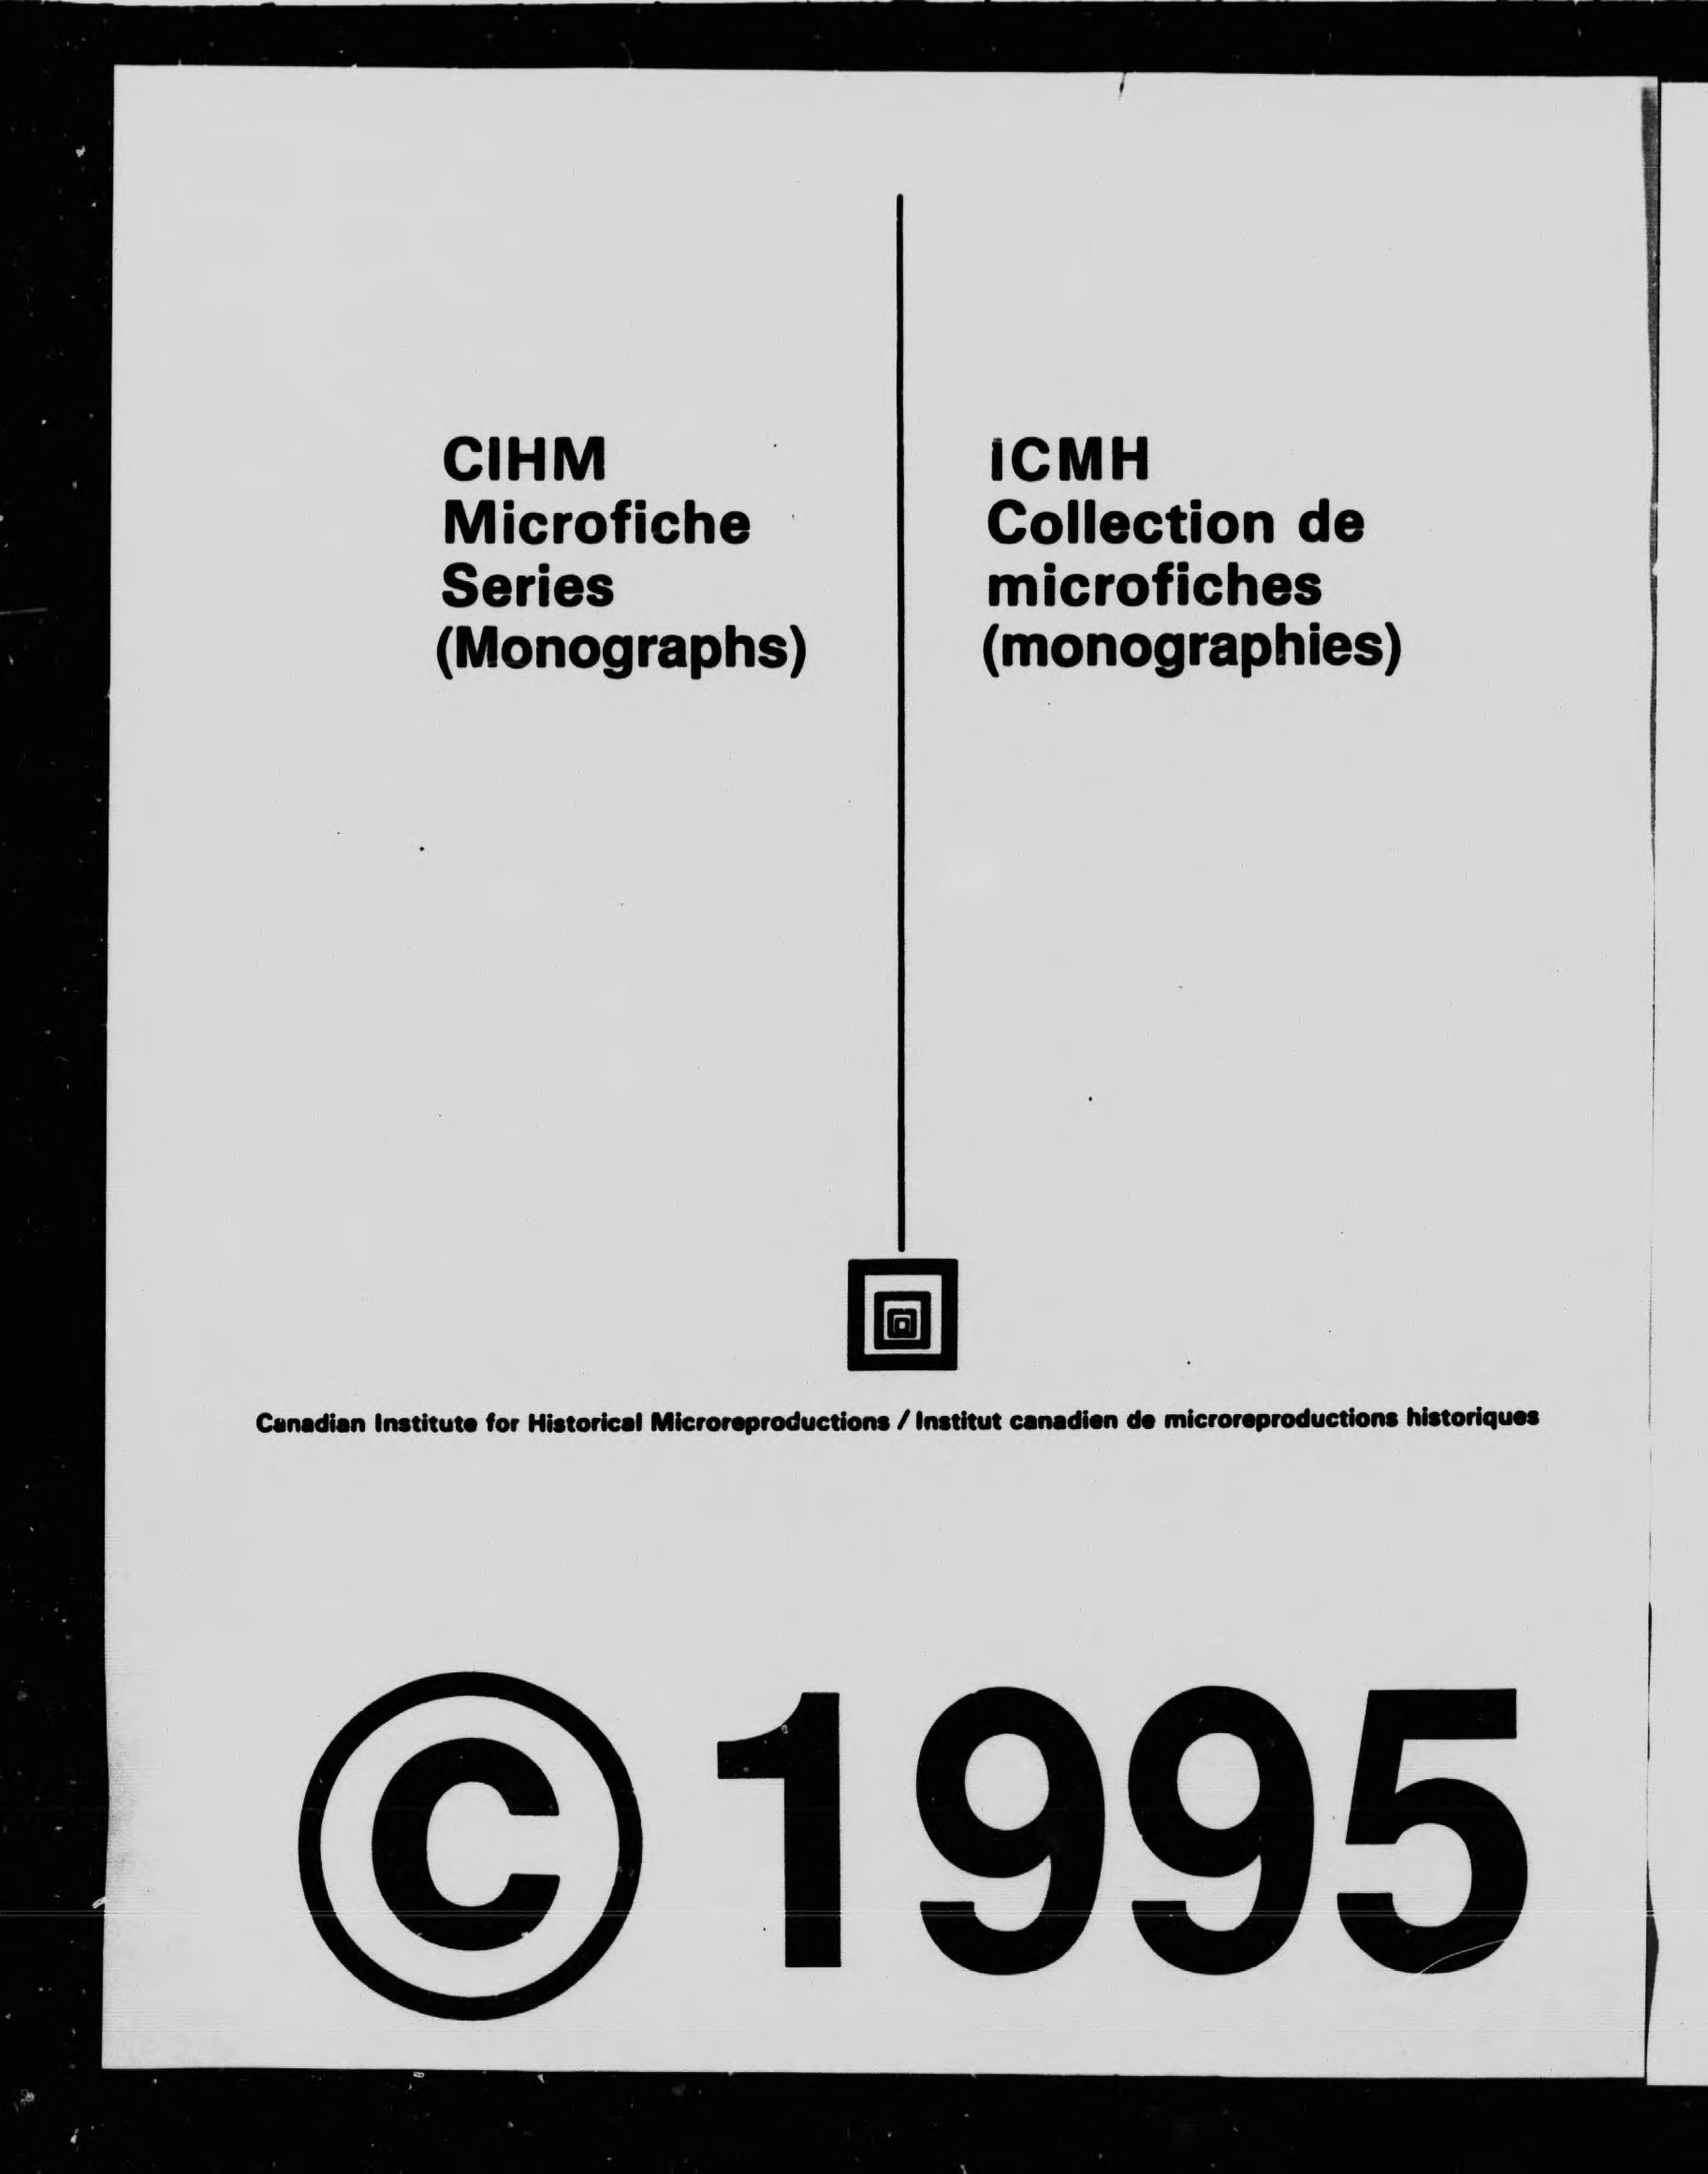 CIHM
Microfiche
Series
(Monographs)
ICMH
Collection de
microfiches
(monographies)
Canadian Institute for Historical Microreproductions / Institut canadien de microreproductions historiques
© 1995